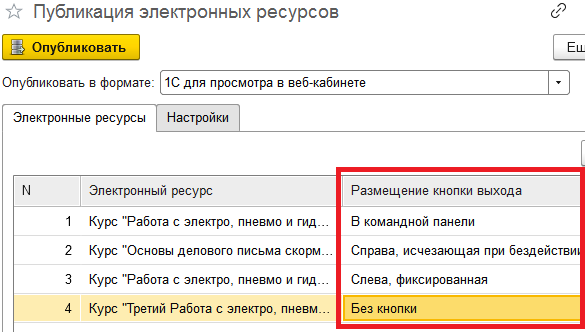 Публикация электронных ресурсов
Опубликовать
Ещ
Опубликовать в формате: 1С для просмотра в веб-кабинете
Электронные ресурсы Настройки
N Электронный ресурс Размещение кнопки выхода
1 Курс "Работа с электро, пневмо и гид... В командной панели
2 Курс "Основы делового письма скорм... Справа, исчезающая при бездействии
3 Курс "Работа с электро, пневмо и гид... Слева, фиксированная
4 Курс "Третий Работа с электро, пневм... Без кнопки